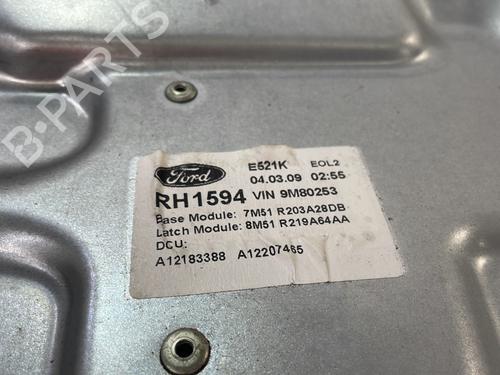 B-PARTS
Ford
E521K EOL2
04.03.09 02:55
RH1594 VIN 9M80253
Base Module: 7M51 R203A28DB
Latch Module: 8M51 R219A64AA
DCU:
A12183388 A12207465